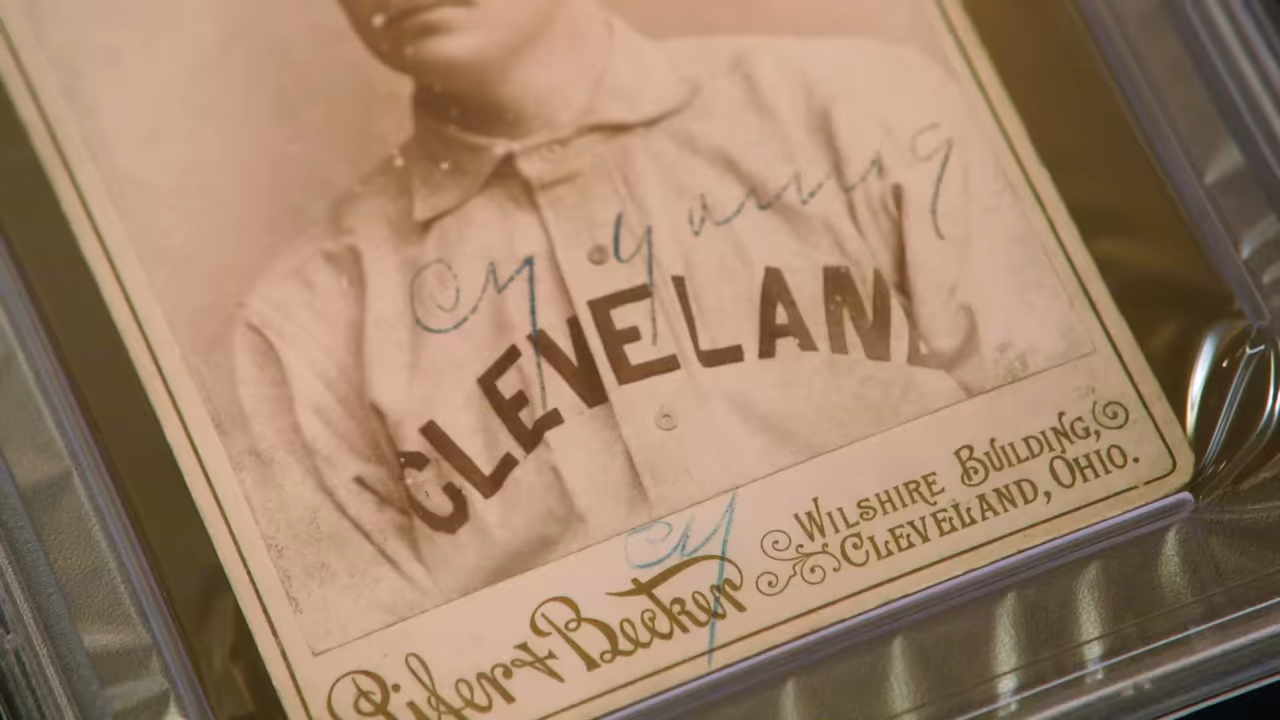 Cy Young
CLEVELAND
Cy
Pifer & Becker
WILSHIRE BUILDING,
CLEVELAND, OHIO.